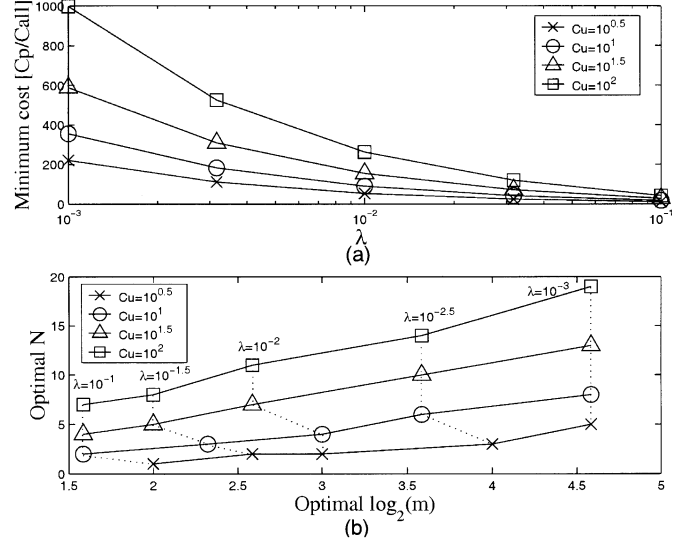 Minimum cost [Cp/Call]
1000
800
600
400
200
0
10⁻³
10⁻²
10⁻¹
λ
Cu=10^0.5
Cu=10^1
Cu=10^1.5
Cu=10^2
(a)
Optimal N
20
15
10
5
0
Cu=10^0.5
Cu=10^1
Cu=10^1.5
Cu=10^2
λ=10⁻¹
λ=10^-1.5
λ=10⁻²
λ=10^-2.5
λ=10⁻³
1.5 2 2.5 3 3.5 4 4.5 5
Optimal log₂(m)
(b)